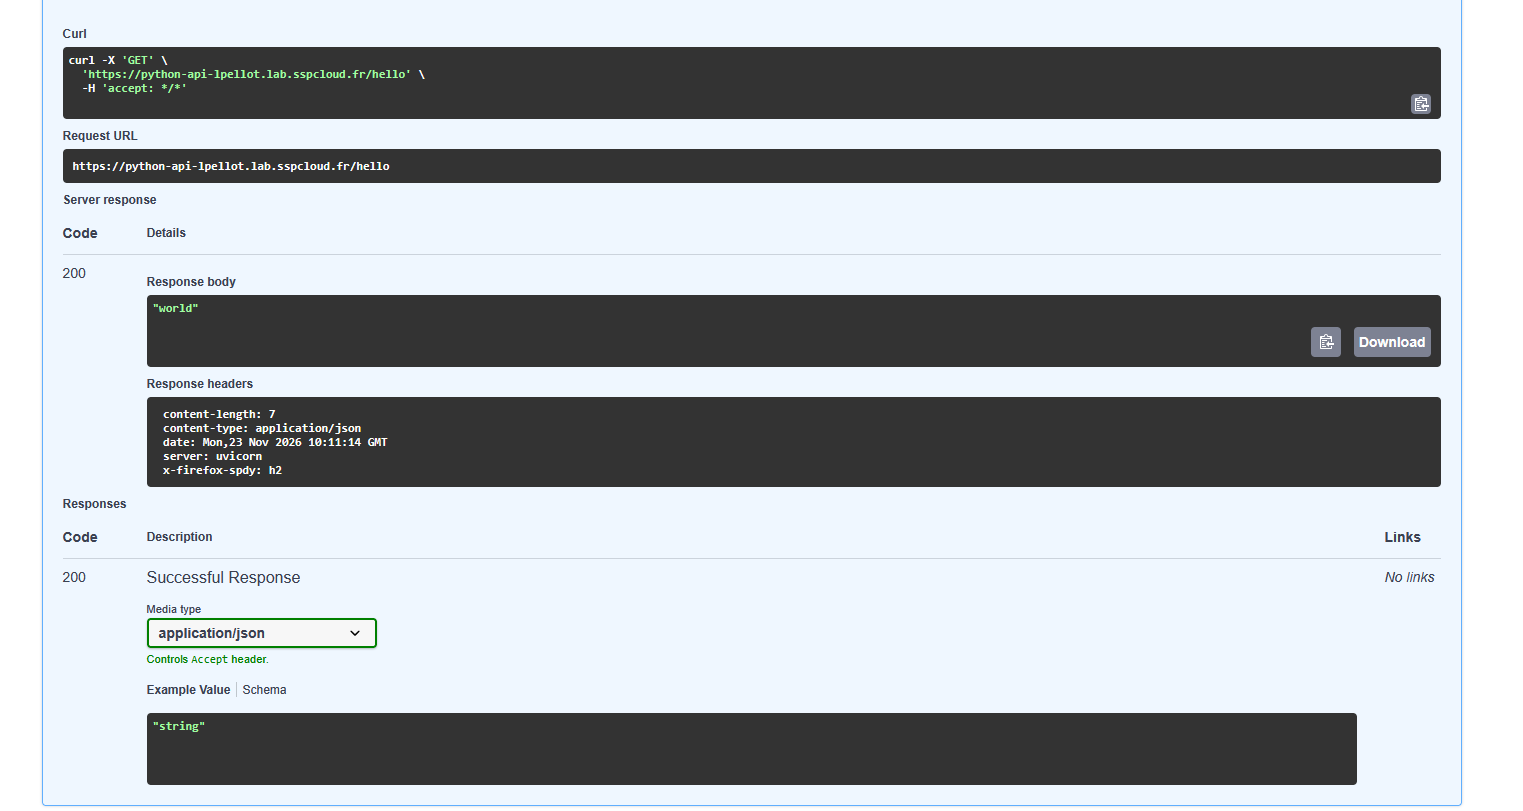 Curl
curl -X 'GET' \
  'https://python-api-lpellot.lab.sspcloud.fr/hello' \
  -H 'accept: */*'
Request URL
https://python-api-lpellot.lab.sspcloud.fr/hello
Server response
Code Details
200
Response body
"world"
Download
Response headers
content-length: 7
content-type: application/json
date: Mon,23 Nov 2026 10:11:14 GMT
server: uvicorn
x-firefox-spdy: h2
Responses
Code Description Links
200 Successful Response No links
Media type
application/json
Controls Accept header.
Example Value Schema
"string"